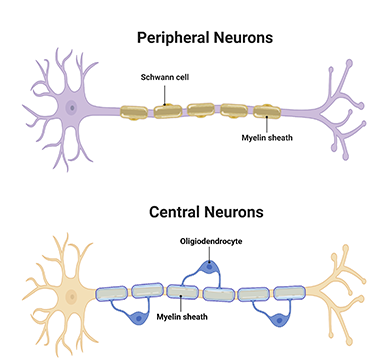 Peripheral Neurons
Schwann cell
Myelin sheath
Central Neurons
Oligiodendrocyte
Myelin sheath